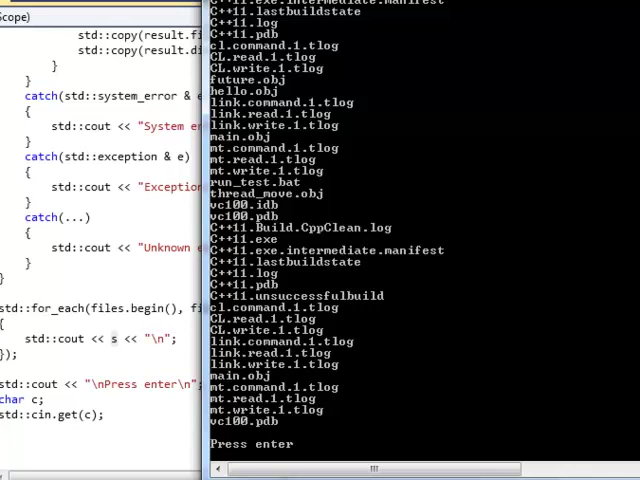 Scope)
std::copy(result.fi
std::copy(result.di
}
}
catch(std::system_error & e
{
std::cout << "System er
}
catch(std::exception & e)
{
std::cout << "Exception
}
catch(...)
{
std::cout << "Unknown e
}
}
std::for_each(files.begin(), fi
{
std::cout << s << "\n";
});
std::cout << "\nPress enter\n";
char c;
std::cin.get(c);
C++11.exe.intermediate.manifest
C++11.lastbuildstate
C++11.log
C++11.pdb
cl.command.1.tlog
CL.read.1.tlog
CL.write.1.tlog
future.obj
hello.obj
link.command.1.tlog
link.read.1.tlog
link.write.1.tlog
main.obj
mt.command.1.tlog
mt.read.1.tlog
mt.write.1.tlog
run_test.bat
thread_move.obj
vc100.idb
vc100.pdb
C++11.Build.CppClean.log
C++11.exe
C++11.exe.intermediate.manifest
C++11.lastbuildstate
C++11.log
C++11.pdb
C++11.unsuccessfulbuild
cl.command.1.tlog
CL.read.1.tlog
CL.write.1.tlog
link.command.1.tlog
link.read.1.tlog
link.write.1.tlog
main.obj
mt.command.1.tlog
mt.read.1.tlog
mt.write.1.tlog
vc100.pdb
Press enter